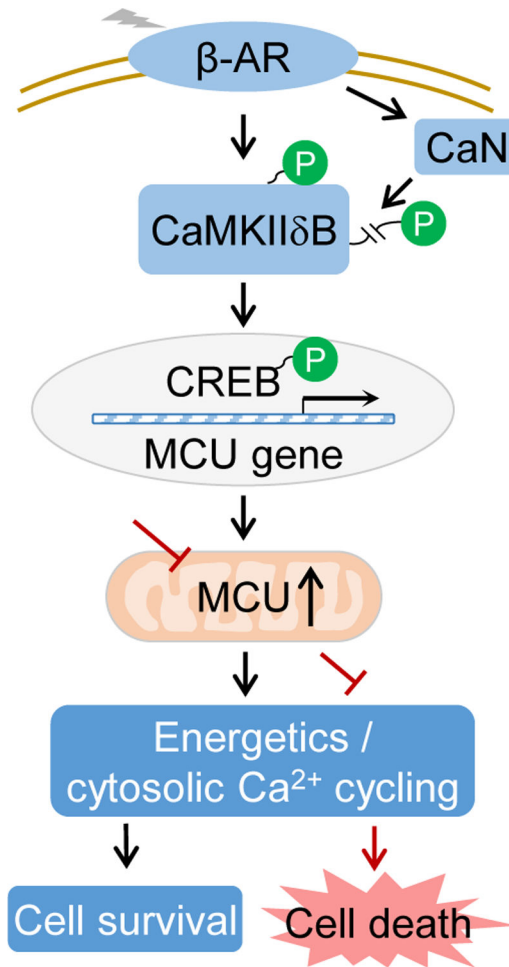 β-AR
CaN
P
CaMKIIδB
P
P
CREB
MCU gene
MCU
Energetics /
cytosolic Ca²⁺ cycling
Cell survival
Cell death